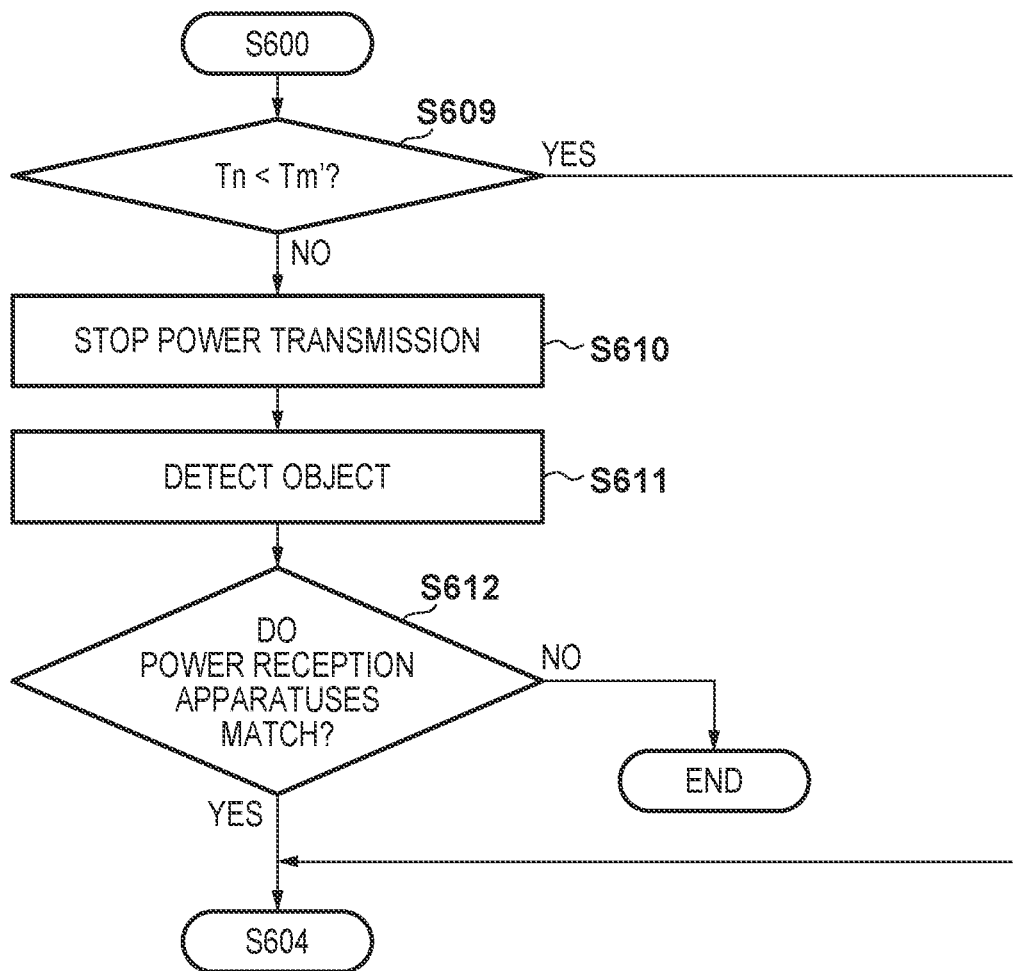 S600
S609
Tn < Tm'?
YES
NO
STOP POWER TRANSMISSION
S610
DETECT OBJECT
S611
S612
DO
POWER RECEPTION
APPARATUSES
MATCH?
NO
YES
END
S604